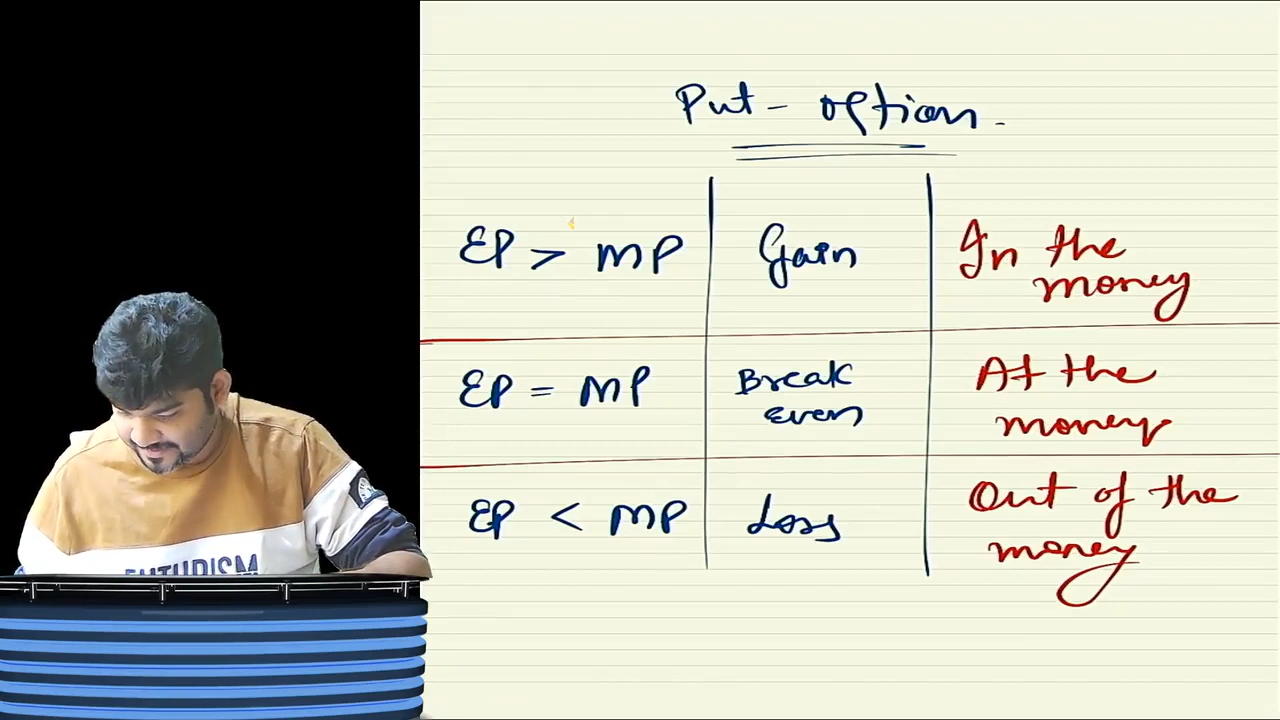 Put - option.
EP > MP Gain In the
money
EP = MP Break
even At the
money
EP < MP Loss Out of the
money
FUTURISM